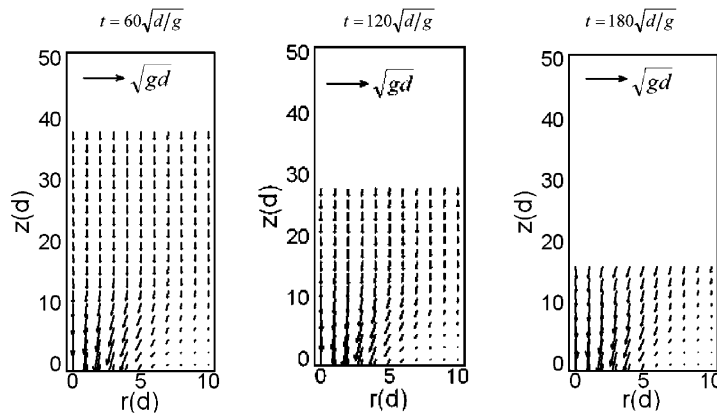 t = 60√d/g
50
√gd
40
30
z(d)
20
10
0
0 5 10
r(d)
t = 120√d/g
50
√gd
40
30
z(d)
20
10
0
0 5 10
r(d)
t = 180√d/g
50
√gd
40
30
z(d)
20
10
0
0 5 10
r(d)